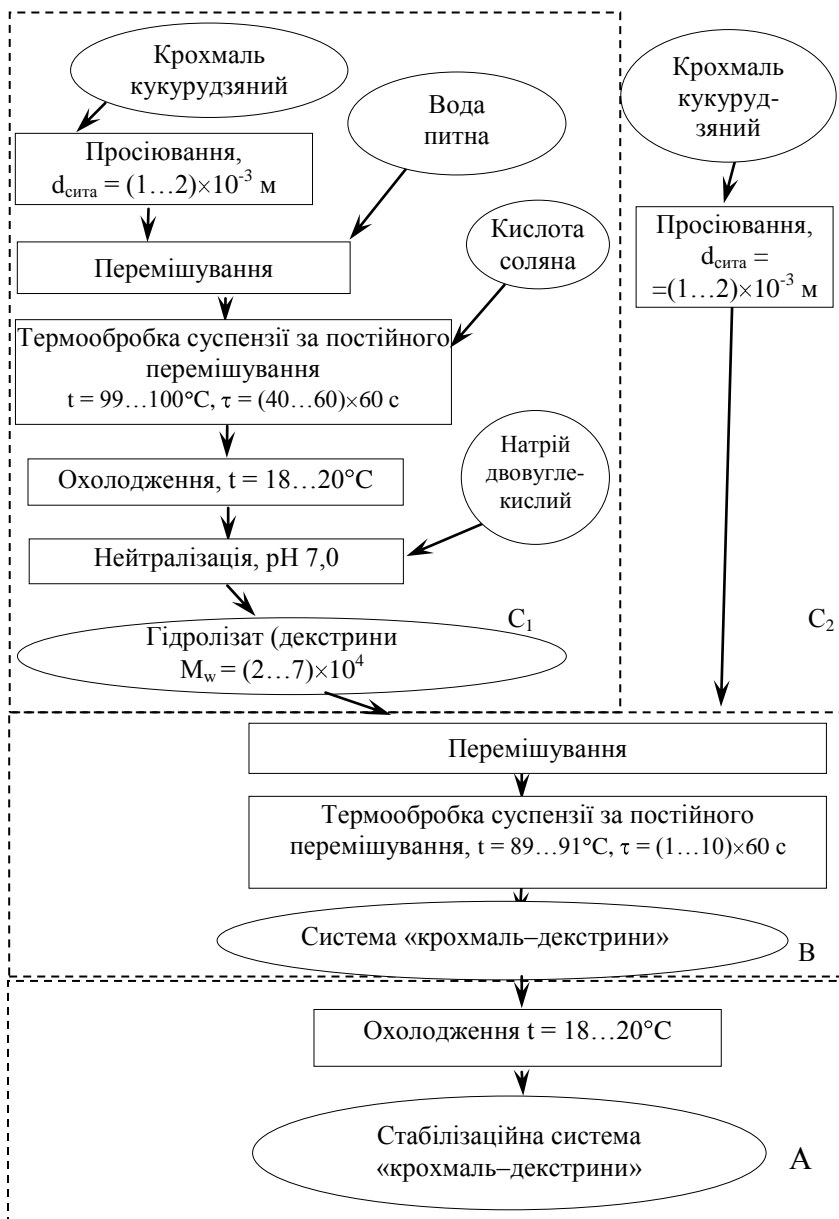 Крохмаль
кукурудзяний
Просіювання,
dсита = (1…2)×10⁻³ м
Вода
питна
Перемішування
Кислота
соляна
Термообробка суспензії за постійного
перемішування
t = 99…100°C, τ = (40…60)×60 с
Охолодження, t = 18…20°C
Натрій
двовугле-
кислий
Нейтралізація, рН 7,0
Гідролізат (декстрини
Mw = (2…7)×10⁴
C₁
Крохмаль
кукуруд-
зяний
Просіювання,
dсита =
=(1…2)×10⁻³ м
C₂
Перемішування
Термообробка суспензії за постійного
перемішування, t = 89…91°C, τ = (1…10)×60 с
Система «крохмаль–декстрини»
В
Охолодження t = 18…20°C
Стабілізаційна система
«крохмаль–декстрини»
А